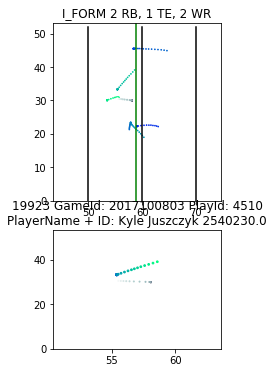 I_FORM 2 RB, 1 TE, 2 WR
50
40
30
20
10
0
50 60 70
19923 GameId: 2017100803 PlayId: 4510
PlayerName + ID: Kyle Juszczyk 2540230.0
40
20
0
55 60